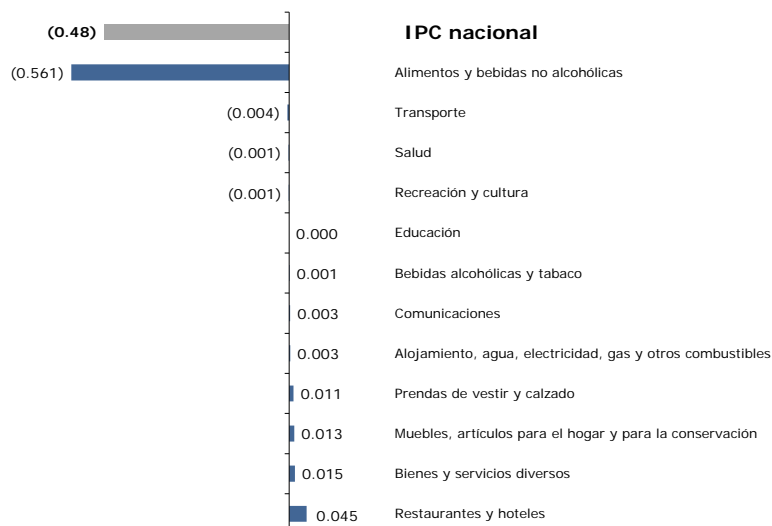 (0.48) IPC nacional
(0.561) Alimentos y bebidas no alcohólicas
(0.004) Transporte
(0.001) Salud
(0.001) Recreación y cultura
0.000 Educación
0.001 Bebidas alcohólicas y tabaco
0.003 Comunicaciones
0.003 Alojamiento, agua, electricidad, gas y otros combustibles
0.011 Prendas de vestir y calzado
0.013 Muebles, artículos para el hogar y para la conservación
0.015 Bienes y servicios diversos
0.045 Restaurantes y hoteles